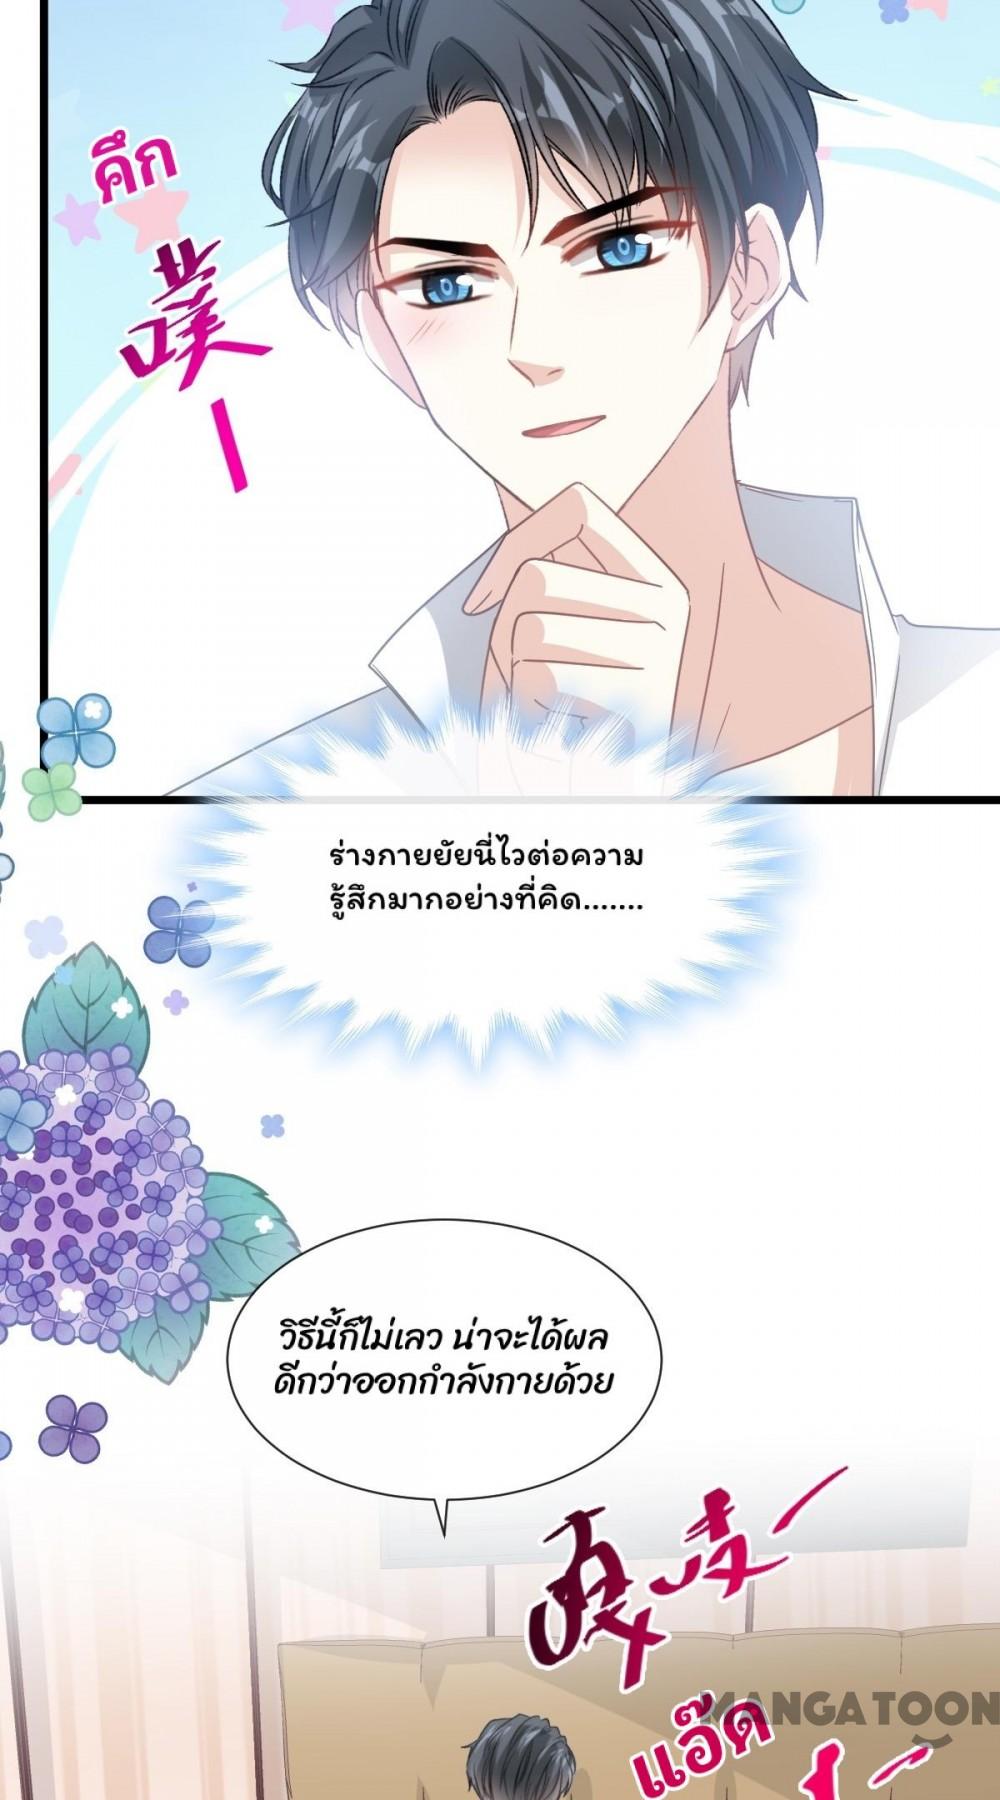 คึก
噗
ร่างกายยัยนี่ไวต่อความ
รู้สึกมากอย่างที่คิด.......
วิธีนี้ก็ไม่เลว น่าจะได้ผล
ดีกว่าออกกำลังกายด้วย
嘎吱
แอ๊ด
MANGATOON